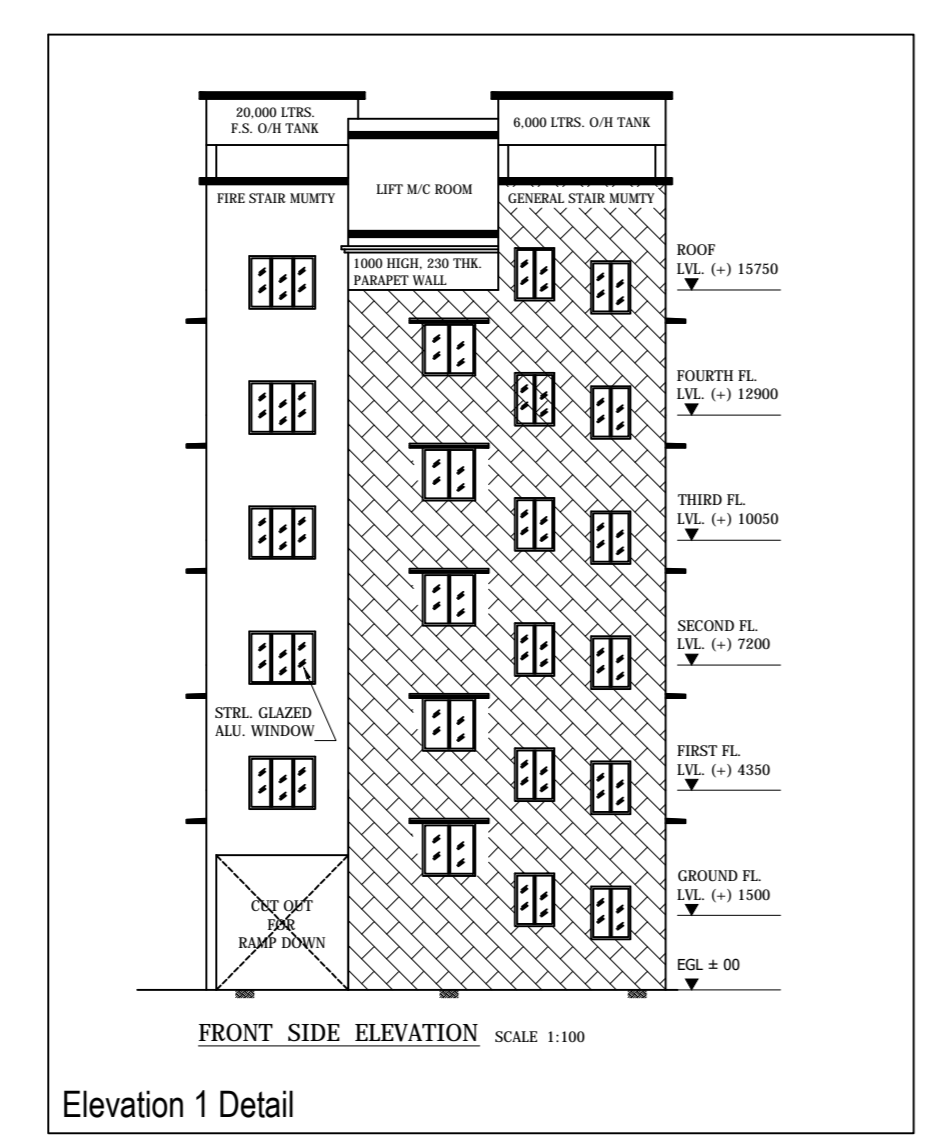 20,000 LTRS.
F.S. O/H TANK
6,000 LTRS. O/H TANK
FIRE STAIR MUMTY
LIFT M/C ROOM
GENERAL STAIR MUMTY
1000 HIGH, 230 THK.
PARAPET WALL
ROOF
LVL. (+) 15750
FOURTH FL.
LVL. (+) 12900
THIRD FL.
LVL. (+) 10050
SECOND FL.
LVL. (+) 7200
STRL. GLAZED
ALU. WINDOW
FIRST FL.
LVL. (+) 4350
GROUND FL.
LVL. (+) 1500
CUT OUT
FOR
RAMP DOWN
EGL ± 00
FRONT SIDE ELEVATION SCALE 1:100
Elevation 1 Detail